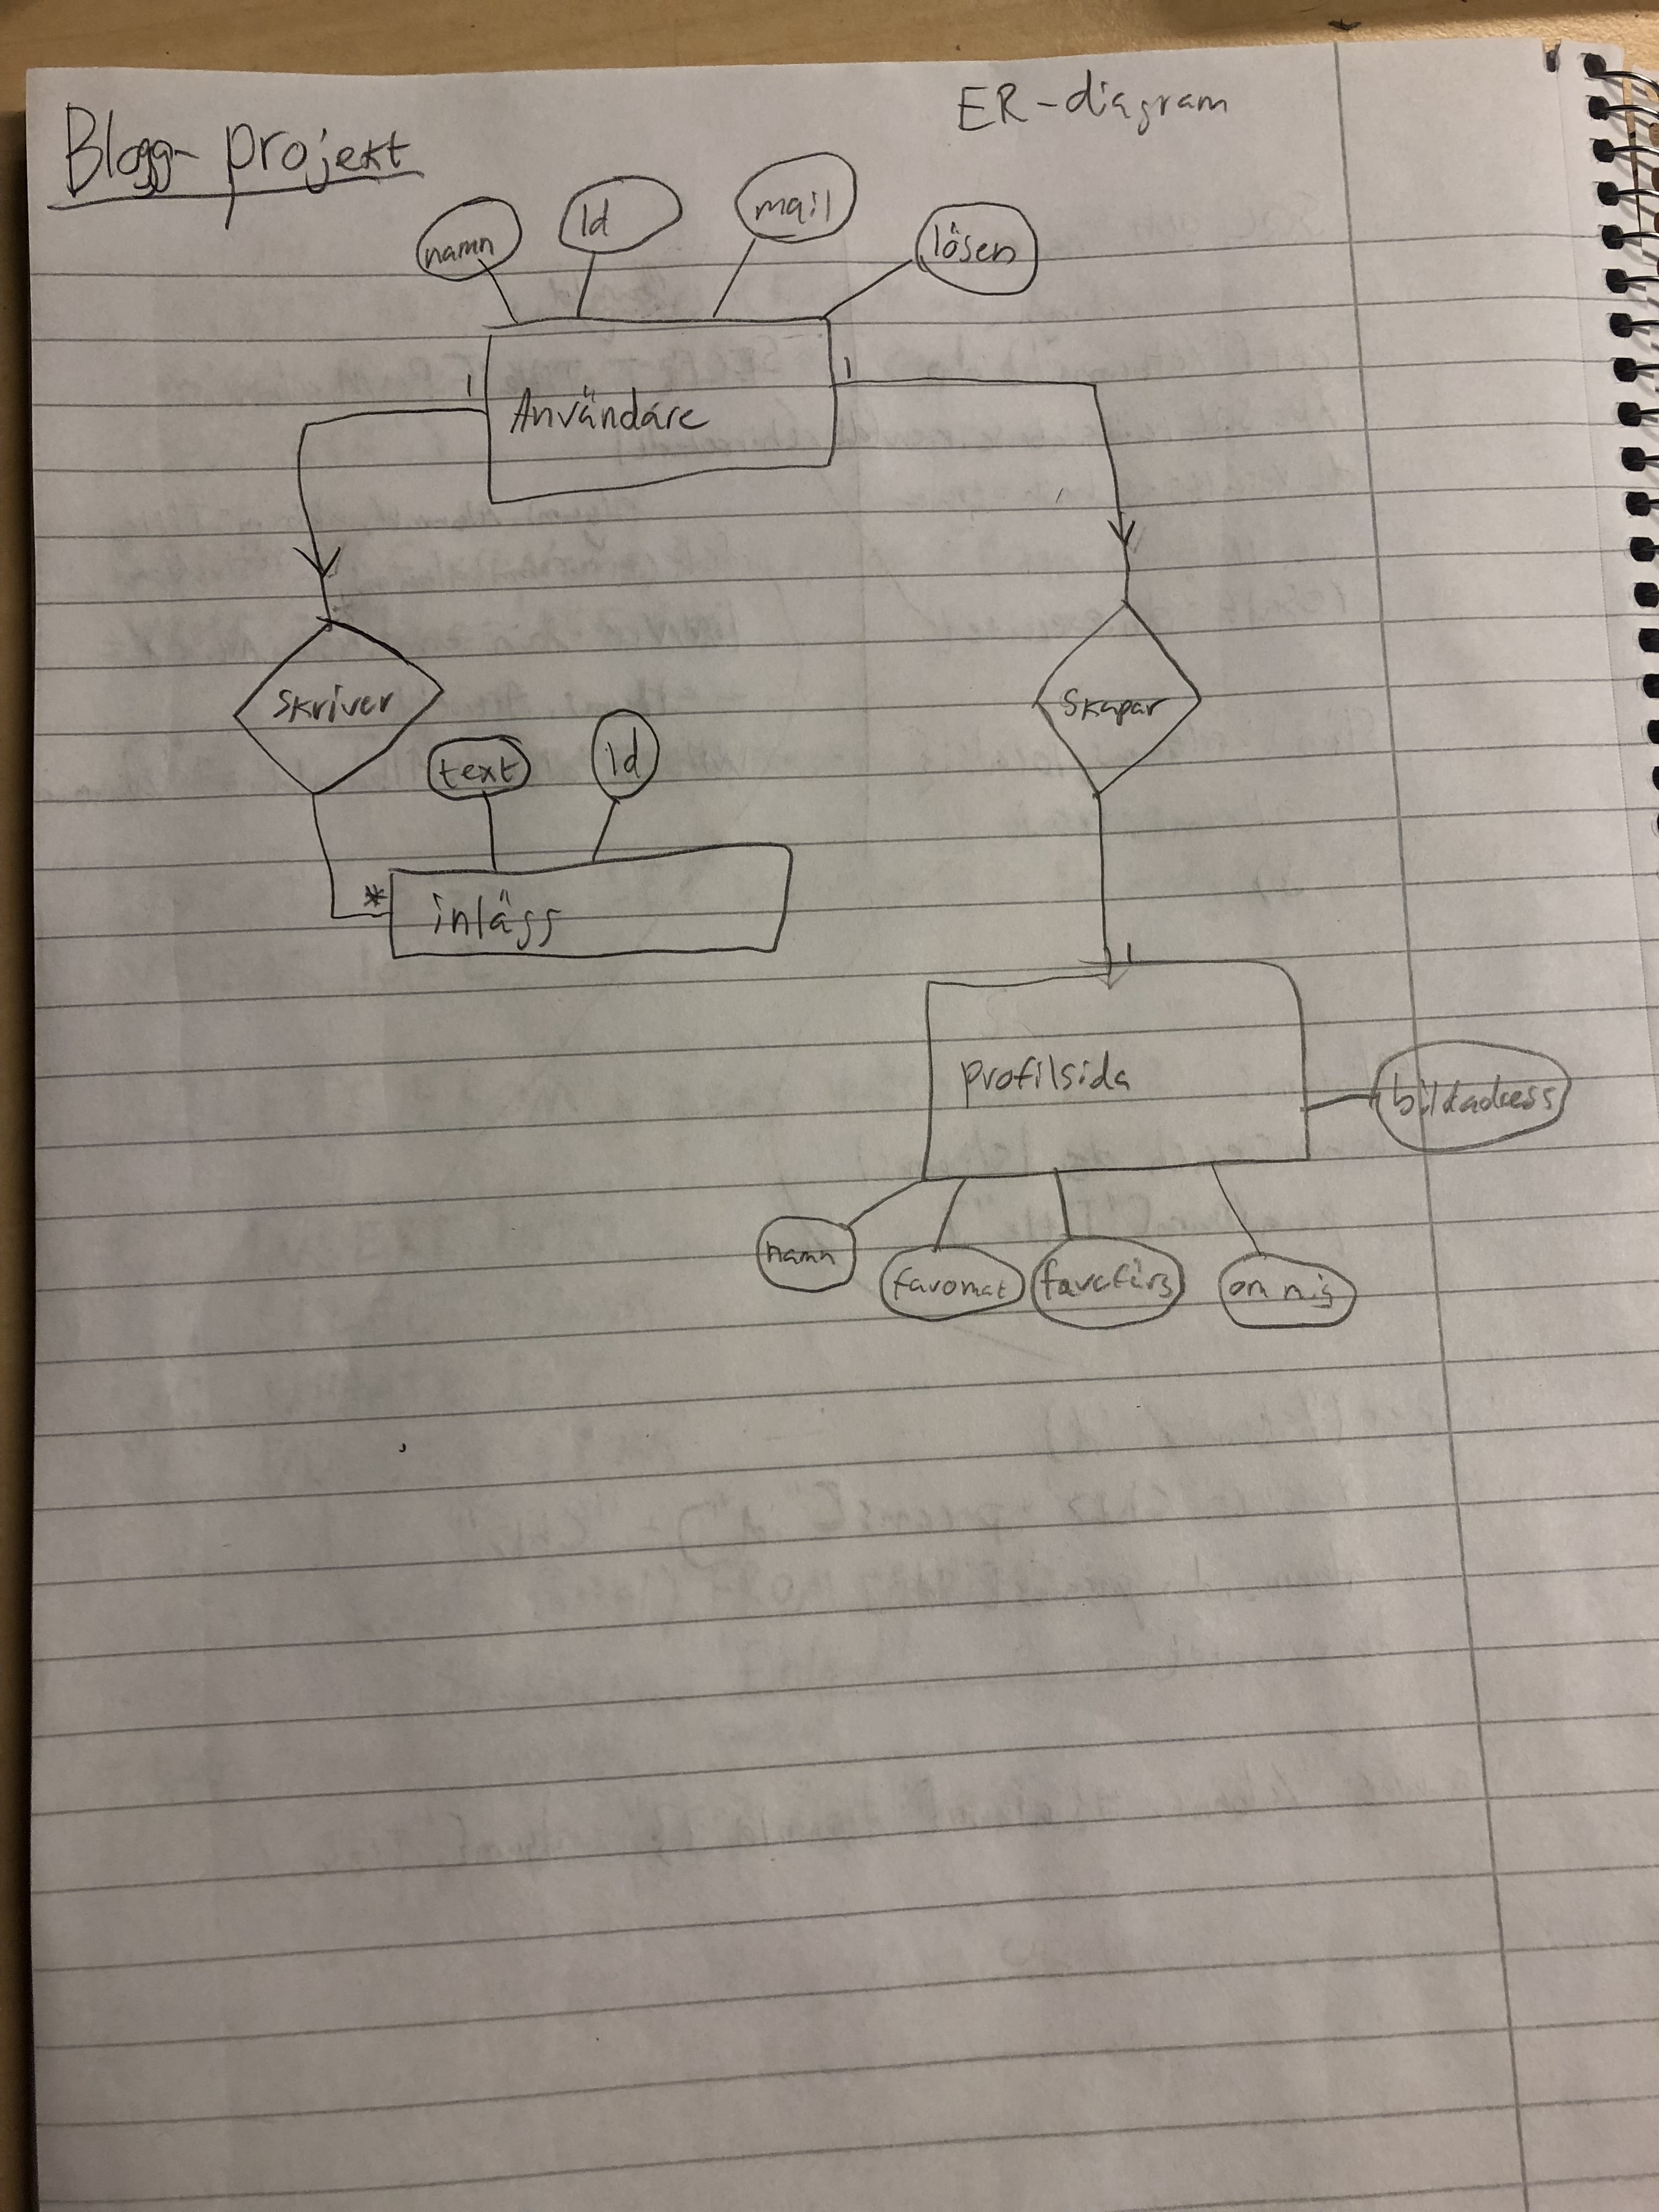 ER-diagram
Blogg-projekt
namn
Id
mail
lösen
1
1
Användare
Skriver
Skapar
text
Id
*
inlägg
1
profilsida
bildadress
namn
favomat
favofärg
om mig